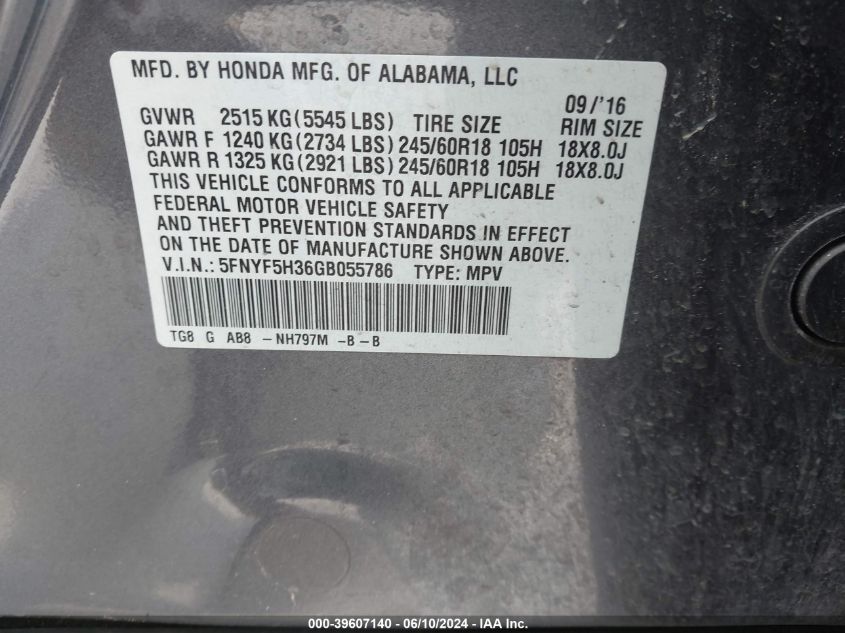 MFD. BY HONDA MFG. OF ALABAMA, LLC
09/'16
GVWR 2515 KG(5545 LBS) TIRE SIZE RIM SIZE
GAWR F 1240 KG(2734 LBS) 245/60R18 105H 18X8.0J
GAWR R 1325 KG(2921 LBS) 245/60R18 105H 18X8.0J
THIS VEHICLE CONFORMS TO ALL APPLICABLE
FEDERAL MOTOR VEHICLE SAFETY
AND THEFT PREVENTION STANDARDS IN EFFECT
ON THE DATE OF MANUFACTURE SHOWN ABOVE.
V.I.N.: 5FNYF5H36GB055786 TYPE: MPV
TG8 G AB8 -NH797M -B-B
000-39607140 - 06/10/2024 - IAA Inc.